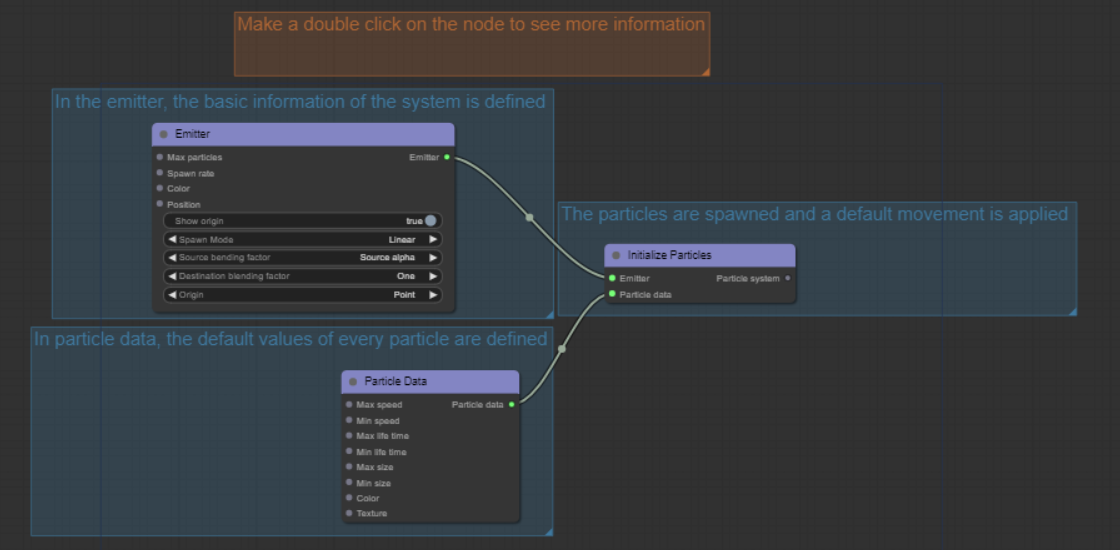 Make a double click on the node to see more information
In the emitter, the basic information of the system is defined
Emitter
Max particles Emitter
Spawn rate
Color
Position
Show origin true
Spawn Mode Linear
Source bending factor Source alpha
Destination blending factor One
Origin Point
The particles are spawned and a default movement is applied
Initialize Particles
Emitter Particle system
Particle data
In particle data, the default values of every particle are defined
Particle Data
Max speed Particle data
Min speed
Max life time
Min life time
Max size
Min size
Color
Texture